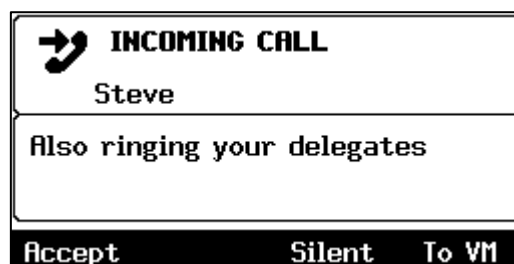 INCOMING CALL
Steve
Also ringing your delegates
Accept Silent To VM